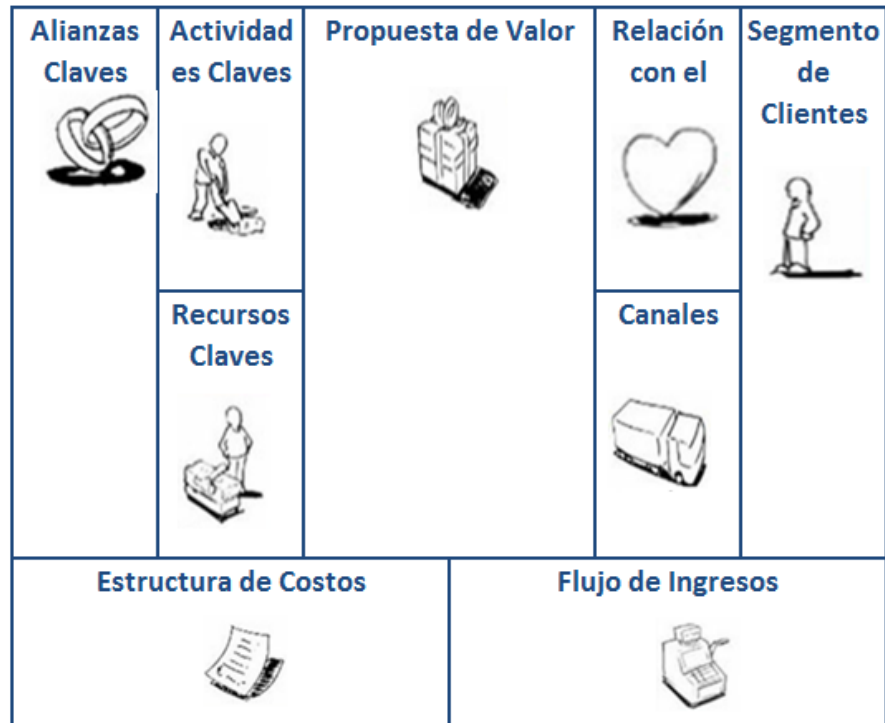 Alianzas
Claves
Actividad
es Claves
Propuesta de Valor
Relación
con el
Segmento
de
Clientes
Recursos
Claves
Canales
Estructura de Costos
Flujo de Ingresos